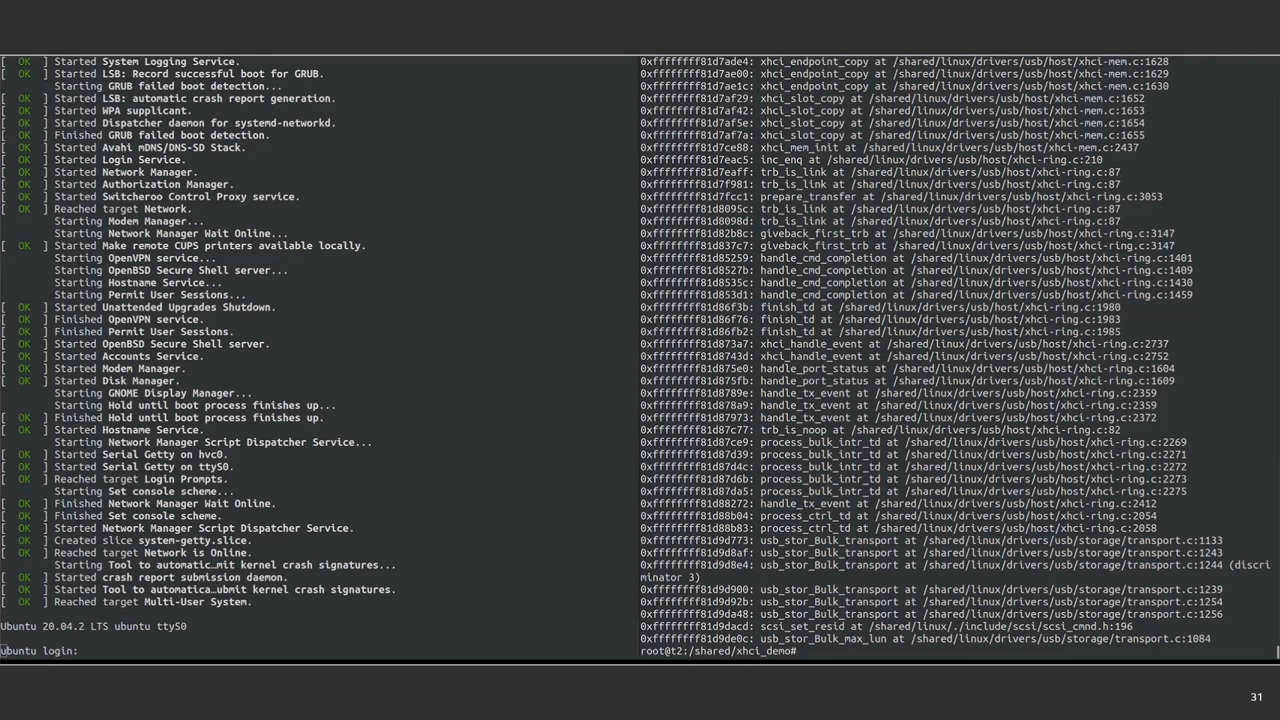 [  OK  ] Started System Logging Service.
[  OK  ] Started LSB: Record successful boot for GRUB.
Starting GRUB failed boot detection...
[  OK  ] Started LSB: automatic crash report generation.
[  OK  ] Started WPA supplicant.
[  OK  ] Started Dispatcher daemon for systemd-networkd.
[  OK  ] Finished GRUB failed boot detection.
[  OK  ] Started Avahi mDNS/DNS-SD Stack.
[  OK  ] Started Login Service.
[  OK  ] Started Network Manager.
[  OK  ] Started Authorization Manager.
[  OK  ] Started Switcheroo Control Proxy service.
[  OK  ] Reached target Network.
Starting Modem Manager...
Starting Network Manager Wait Online...
[  OK  ] Started Make remote CUPS printers available locally.
Starting OpenVPN service...
Starting OpenBSD Secure Shell server...
Starting Hostname Service...
Starting Permit User Sessions...
[  OK  ] Started Unattended Upgrades Shutdown.
[  OK  ] Finished OpenVPN service.
[  OK  ] Finished Permit User Sessions.
[  OK  ] Started OpenBSD Secure Shell server.
[  OK  ] Started Accounts Service.
[  OK  ] Started Modem Manager.
[  OK  ] Started Disk Manager.
Starting GNOME Display Manager...
Starting Hold until boot process finishes up...
[  OK  ] Finished Hold until boot process finishes up.
[  OK  ] Started Hostname Service.
Starting Network Manager Script Dispatcher Service...
[  OK  ] Started Serial Getty on hvc0.
[  OK  ] Started Serial Getty on ttyS0.
[  OK  ] Reached target Login Prompts.
Starting Set console scheme...
[  OK  ] Finished Network Manager Wait Online.
[  OK  ] Finished Set console scheme.
[  OK  ] Started Network Manager Script Dispatcher Service.
[  OK  ] Created slice system-getty.slice.
[  OK  ] Reached target Network is Online.
Starting Tool to automatic…mit kernel crash signatures...
[  OK  ] Started crash report submission daemon.
[  OK  ] Started Tool to automatica…ubmit kernel crash signatures.
[  OK  ] Reached target Multi-User System.
Ubuntu 20.04.2 LTS ubuntu ttyS0
ubuntu login:
0xffffffff81d7ade4: xhci_endpoint_copy at /shared/linux/drivers/usb/host/xhci-mem.c:1628
0xffffffff81d7ae00: xhci_endpoint_copy at /shared/linux/drivers/usb/host/xhci-mem.c:1629
0xffffffff81d7ae1c: xhci_endpoint_copy at /shared/linux/drivers/usb/host/xhci-mem.c:1630
0xffffffff81d7af29: xhci_slot_copy at /shared/linux/drivers/usb/host/xhci-mem.c:1652
0xffffffff81d7af42: xhci_slot_copy at /shared/linux/drivers/usb/host/xhci-mem.c:1653
0xffffffff81d7af5e: xhci_slot_copy at /shared/linux/drivers/usb/host/xhci-mem.c:1654
0xffffffff81d7af7a: xhci_slot_copy at /shared/linux/drivers/usb/host/xhci-mem.c:1655
0xffffffff81d7ce88: xhci_mem_init at /shared/linux/drivers/usb/host/xhci-mem.c:2437
0xffffffff81d7eac5: inc_enq at /shared/linux/drivers/usb/host/xhci-ring.c:210
0xffffffff81d7eaff: trb_is_link at /shared/linux/drivers/usb/host/xhci-ring.c:87
0xffffffff81d7f981: trb_is_link at /shared/linux/drivers/usb/host/xhci-ring.c:87
0xffffffff81d7fcc1: prepare_transfer at /shared/linux/drivers/usb/host/xhci-ring.c:3053
0xffffffff81d8095c: trb_is_link at /shared/linux/drivers/usb/host/xhci-ring.c:87
0xffffffff81d8098d: trb_is_link at /shared/linux/drivers/usb/host/xhci-ring.c:87
0xffffffff81d82b8c: giveback_first_trb at /shared/linux/drivers/usb/host/xhci-ring.c:3147
0xffffffff81d837c7: giveback_first_trb at /shared/linux/drivers/usb/host/xhci-ring.c:3147
0xffffffff81d85259: handle_cmd_completion at /shared/linux/drivers/usb/host/xhci-ring.c:1401
0xffffffff81d8527b: handle_cmd_completion at /shared/linux/drivers/usb/host/xhci-ring.c:1409
0xffffffff81d8535c: handle_cmd_completion at /shared/linux/drivers/usb/host/xhci-ring.c:1430
0xffffffff81d853d1: handle_cmd_completion at /shared/linux/drivers/usb/host/xhci-ring.c:1459
0xffffffff81d86f3b: finish_td at /shared/linux/drivers/usb/host/xhci-ring.c:1980
0xffffffff81d86f76: finish_td at /shared/linux/drivers/usb/host/xhci-ring.c:1983
0xffffffff81d86fb2: finish_td at /shared/linux/drivers/usb/host/xhci-ring.c:1985
0xffffffff81d873a7: xhci_handle_event at /shared/linux/drivers/usb/host/xhci-ring.c:2737
0xffffffff81d8743d: xhci_handle_event at /shared/linux/drivers/usb/host/xhci-ring.c:2752
0xffffffff81d875e0: handle_port_status at /shared/linux/drivers/usb/host/xhci-ring.c:1604
0xffffffff81d875fb: handle_port_status at /shared/linux/drivers/usb/host/xhci-ring.c:1609
0xffffffff81d8789e: handle_tx_event at /shared/linux/drivers/usb/host/xhci-ring.c:2359
0xffffffff81d878a9: handle_tx_event at /shared/linux/drivers/usb/host/xhci-ring.c:2359
0xffffffff81d87973: handle_tx_event at /shared/linux/drivers/usb/host/xhci-ring.c:2372
0xffffffff81d87c77: trb_is_noop at /shared/linux/drivers/usb/host/xhci-ring.c:82
0xffffffff81d87ce9: process_bulk_intr_td at /shared/linux/drivers/usb/host/xhci-ring.c:2269
0xffffffff81d87d39: process_bulk_intr_td at /shared/linux/drivers/usb/host/xhci-ring.c:2271
0xffffffff81d87d4c: process_bulk_intr_td at /shared/linux/drivers/usb/host/xhci-ring.c:2272
0xffffffff81d87d6b: process_bulk_intr_td at /shared/linux/drivers/usb/host/xhci-ring.c:2273
0xffffffff81d87da5: process_bulk_intr_td at /shared/linux/drivers/usb/host/xhci-ring.c:2275
0xffffffff81d88272: handle_tx_event at /shared/linux/drivers/usb/host/xhci-ring.c:2412
0xffffffff81d88b04: process_ctrl_td at /shared/linux/drivers/usb/host/xhci-ring.c:2054
0xffffffff81d88b83: process_ctrl_td at /shared/linux/drivers/usb/host/xhci-ring.c:2058
0xffffffff81d9d773: usb_stor_Bulk_transport at /shared/linux/drivers/usb/storage/transport.c:1133
0xffffffff81d9d8af: usb_stor_Bulk_transport at /shared/linux/drivers/usb/storage/transport.c:1243
0xffffffff81d9d8e4: usb_stor_Bulk_transport at /shared/linux/drivers/usb/storage/transport.c:1244 (discri
minator 3)
0xffffffff81d9d900: usb_stor_Bulk_transport at /shared/linux/drivers/usb/storage/transport.c:1239
0xffffffff81d9d92b: usb_stor_Bulk_transport at /shared/linux/drivers/usb/storage/transport.c:1254
0xffffffff81d9da48: usb_stor_Bulk_transport at /shared/linux/drivers/usb/storage/transport.c:1256
0xffffffff81d9dacd: scsi_set_resid at /shared/linux/./include/scsi/scsi_cmnd.h:196
0xffffffff81d9de0c: usb_stor_Bulk_max_lun at /shared/linux/drivers/usb/storage/transport.c:1084
root@t2:/shared/xhci_demo#
31